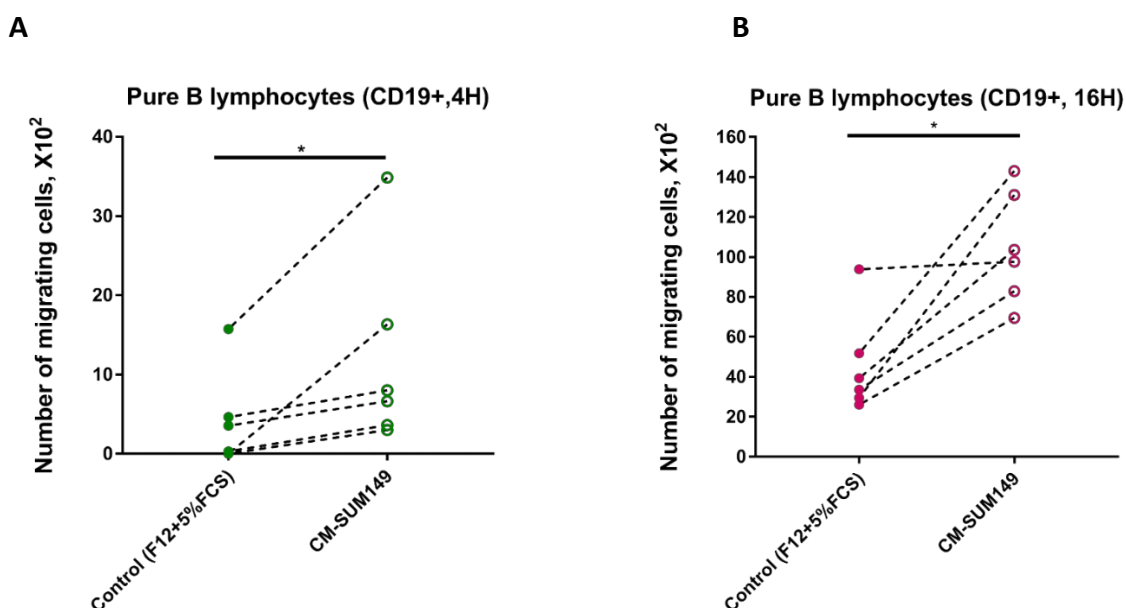 A
B
Pure B lymphocytes (CD19+,4H)
Number of migrating cells, X10²
40
30
20
10
0
*
Control (F12+5%FCS)
CM-SUM149
Pure B lymphocytes (CD19+, 16H)
Number of migrating cells, X10²
160
140
120
100
80
60
40
20
0
*
Control (F12+5%FCS)
CM-SUM149